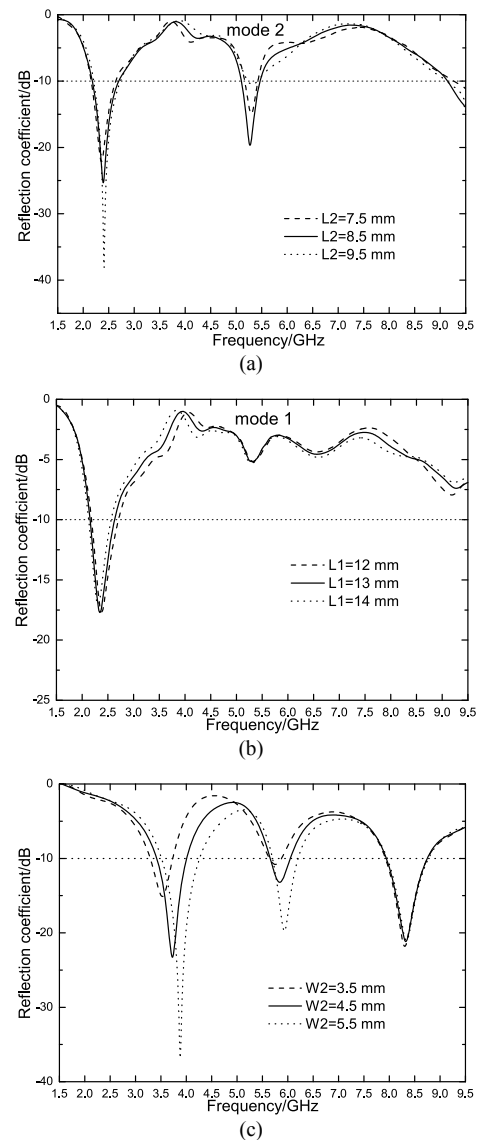 0
-10
-20
-30
-40
Reflection coefficient/dB
mode 2
L2=7.5 mm
L2=8.5 mm
L2=9.5 mm
1.5 2.0 2.5 3.0 3.5 4.0 4.5 5.0 5.5 6.0 6.5 7.0 7.5 8.0 8.5 9.0 9.5
Frequency/GHz
(a)
0
-5
-10
-15
-20
-25
Reflection coefficient/dB
mode 1
L1=12 mm
L1=13 mm
L1=14 mm
1.5 2.0 2.5 3.0 3.5 4.0 4.5 5.0 5.5 6.0 6.5 7.0 7.5 8.0 8.5 9.0 9.5
Frequency/GHz
(b)
0
-10
-20
-30
-40
Reflection coefficient/dB
W2=3.5 mm
W2=4.5 mm
W2=5.5 mm
1.5 2.0 2.5 3.0 3.5 4.0 4.5 5.0 5.5 6.0 6.5 7.0 7.5 8.0 8.5 9.0 9.5
Frequency/GHz
(c)